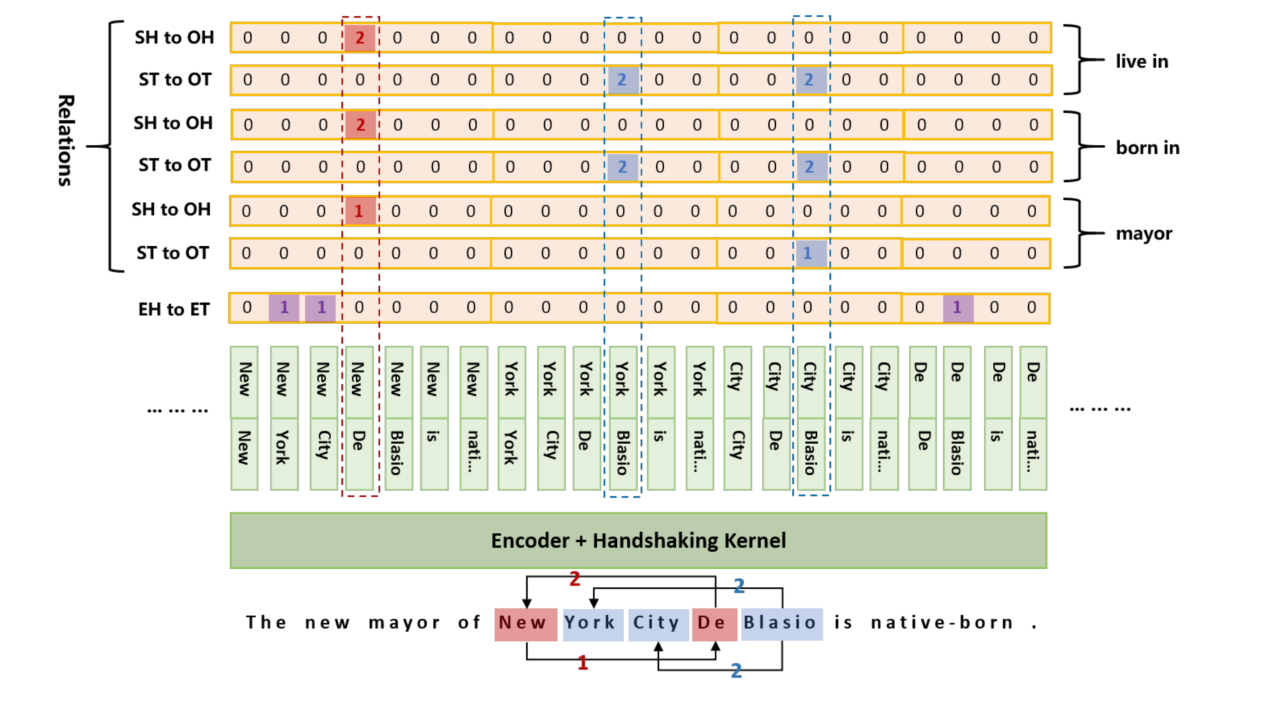 SH to OH 0 0 0 2 0 0 0 0 0 0 0 0 0 0 0 0 0 0 0 0 0 0
ST to OT 0 0 0 0 0 0 0 0 0 0 2 0 0 0 0 2 0 0 0 0 0 0
live in
SH to OH 0 0 0 2 0 0 0 0 0 0 0 0 0 0 0 0 0 0 0 0 0 0
ST to OT 0 0 0 0 0 0 0 0 0 0 2 0 0 0 0 2 0 0 0 0 0 0
born in
SH to OH 0 0 0 1 0 0 0 0 0 0 0 0 0 0 0 0 0 0 0 0 0 0
ST to OT 0 0 0 0 0 0 0 0 0 0 0 0 0 0 0 1 0 0 0 0 0 0
mayor
Relations
EH to ET 0 1 1 0 0 0 0 0 0 0 0 0 0 0 0 0 0 0 0 1 0 0
New New New New New New New York York York York York York City City City City City De De De De
... ... ...
... ... ...
New York City De Blasio is nati... York City De Blasio is nati... City De Blasio is nati... De Blasio is nati...
Encoder + Handshaking Kernel
2 2
The new mayor of New York City De Blasio is native-born .
1 2